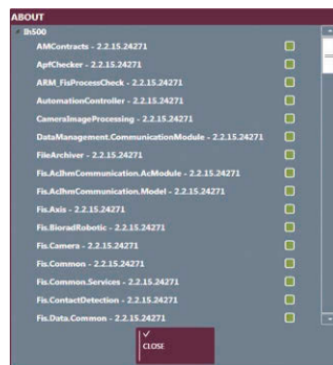 ABOUT
Ih500
AMContracts - 2.2.15.24271
ApfChecker - 2.2.15.24271
ARM_FisProcessCheck - 2.2.15.24271
AutomationController - 2.2.15.24271
CameraImageProcessing - 2.2.15.24271
DataManagement.CommunicationModule - 2.2.15.24271
FileArchiver - 2.2.15.24271
Fis.AcIhmCommunication.AcModule - 2.2.15.24271
Fis.AcIhmCommunication.Model - 2.2.15.24271
Fis.Axis - 2.2.15.24271
Fis.BioradRobotic - 2.2.15.24271
Fis.Camera - 2.2.15.24271
Fis.Common - 2.2.15.24271
Fis.Common.Services - 2.2.15.24271
Fis.ContactDetection - 2.2.15.24271
Fis.Data.Common - 2.2.15.24271
CLOSE